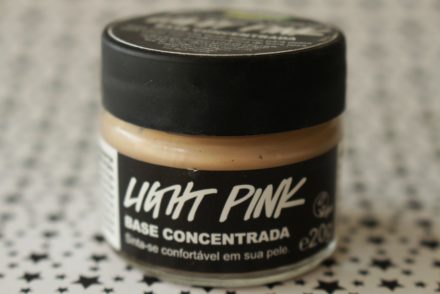 LIGHT PINK
BASE CONCENTRADA
Sinta-se confortável em sua pele.
e20g